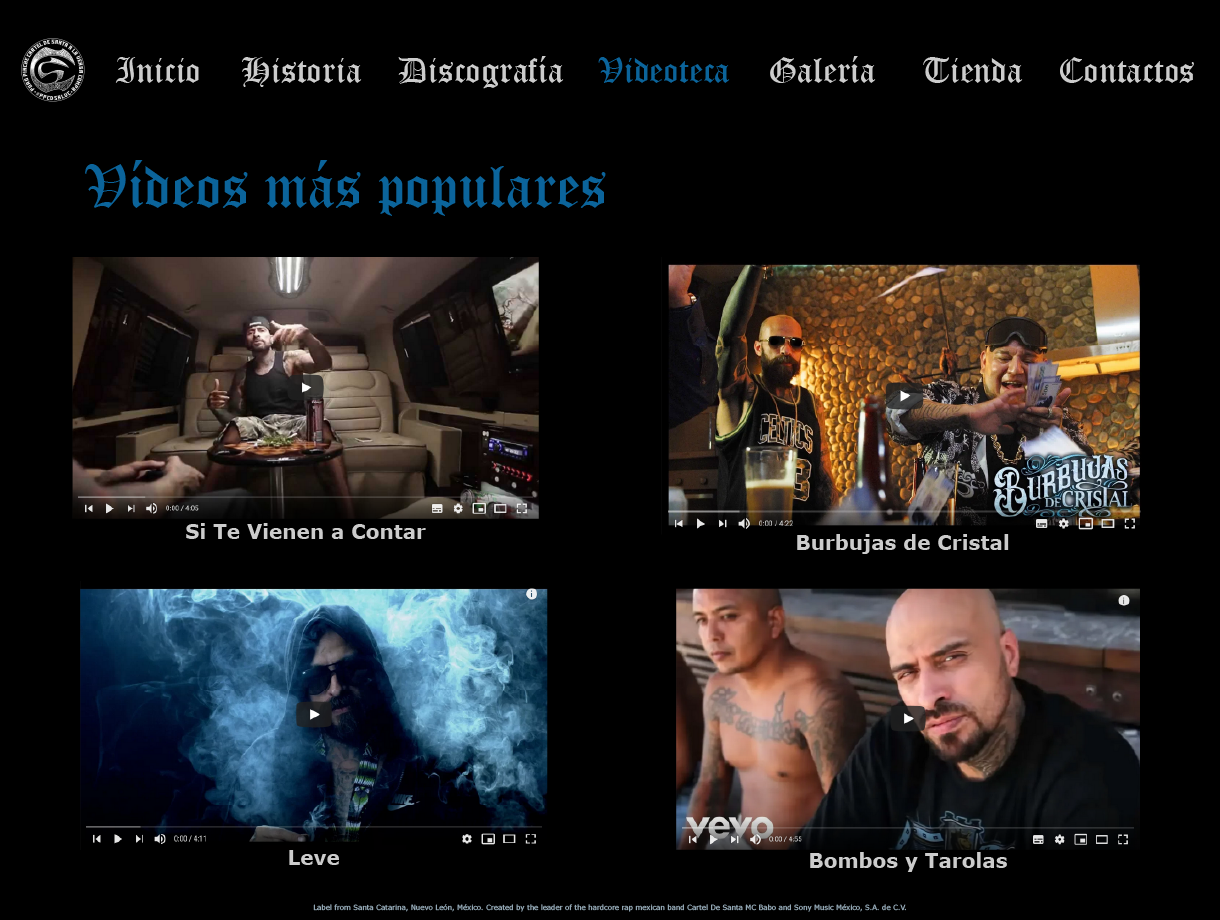 Inicio Historia Discografía Videoteca Galería Tienda Contactos
Vídeos más populares
CELTICS
BURBUJAS
DE CRISTAL
0:00 / 4:05
0:00 / 4:22
Si Te Vienen a Contar
Burbujas de Cristal
vevo
0:00 / 4:11
0:00 / 4:55
Leve
Bombos y Tarolas
Label from Santa Catarina, Nuevo León, México. Created by the leader of the hardcore rap mexican band Cartel De Santa MC Babo and Sony Music México, S.A. de C.V.